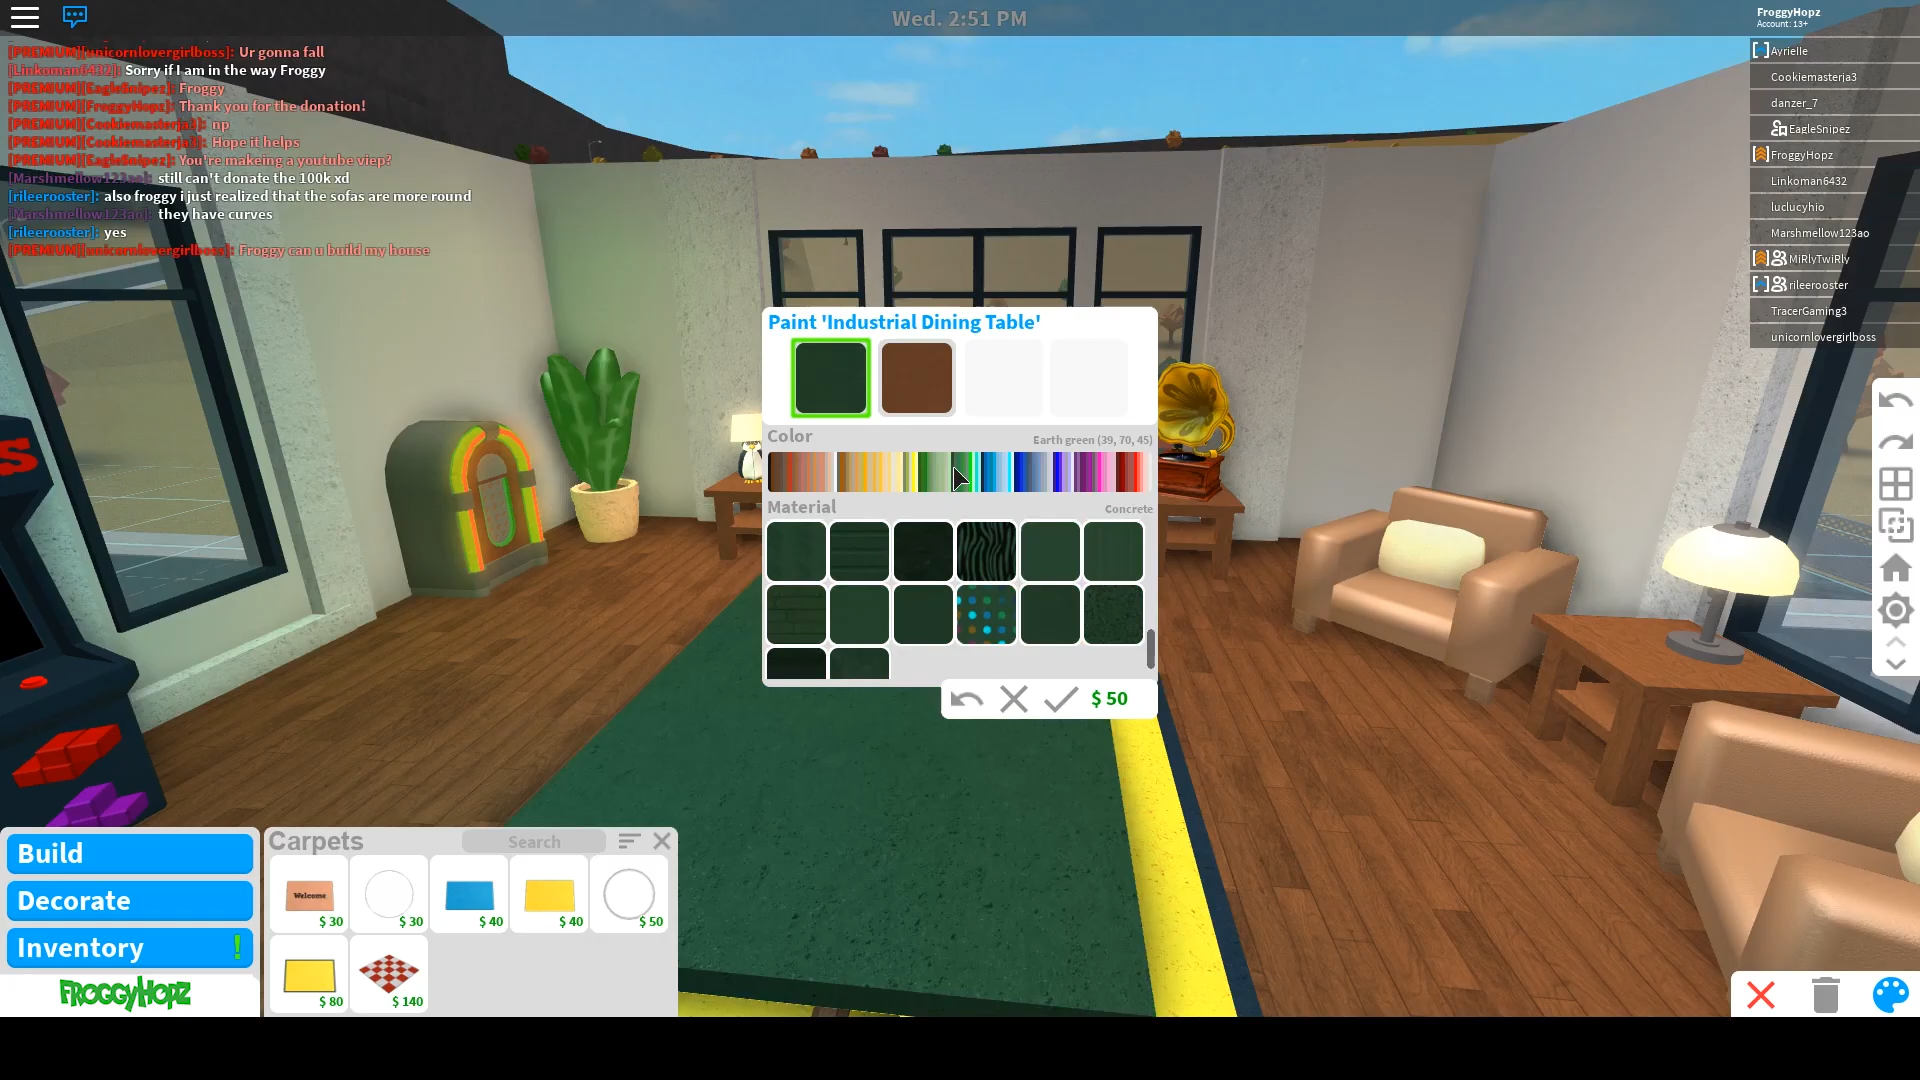 Wed. 2:51 PM
FroggyHopz
Account: 13+
[PREMIUM][unicornlovergirlboss]: Ur gonna fall
[Linkoman6432]: Sorry if I am in the way Froggy
[PREMIUM][EagleSnipez]: Froggy
[PREMIUM][FroggyHopz]: Thank you for the donation!
[PREMIUM][Cookiemasterja3]: np
[PREMIUM][Cookiemasterja3]: Hope it helps
[PREMIUM][EagleSnipez]: You're makeing a youtube viep?
[Marshmellow123ao]: still can't donate the 100k xd
[rileerooster]: also froggy i just realized that the sofas are more round
[Marshmellow123ao]: they have curves
[rileerooster]: yes
[PREMIUM][unicornlovergirlboss]: Froggy can u build my house
Ayrielle
Cookiemasterja3
danzer_7
EagleSnipez
FroggyHopz
Linkoman6432
luclucyhio
Marshmellow123ao
MiRlyTwiRly
rileerooster
TracerGaming3
unicornlovergirlboss
Paint 'Industrial Dining Table'
Color
Earth green (39, 70, 45)
Material
Concrete
$ 50
S
Build
Decorate
Inventory !
FROGGYHOPZ
Carpets
Search
Welcome
$ 30
$ 30
$ 40
$ 40
$ 50
$ 80
$ 140